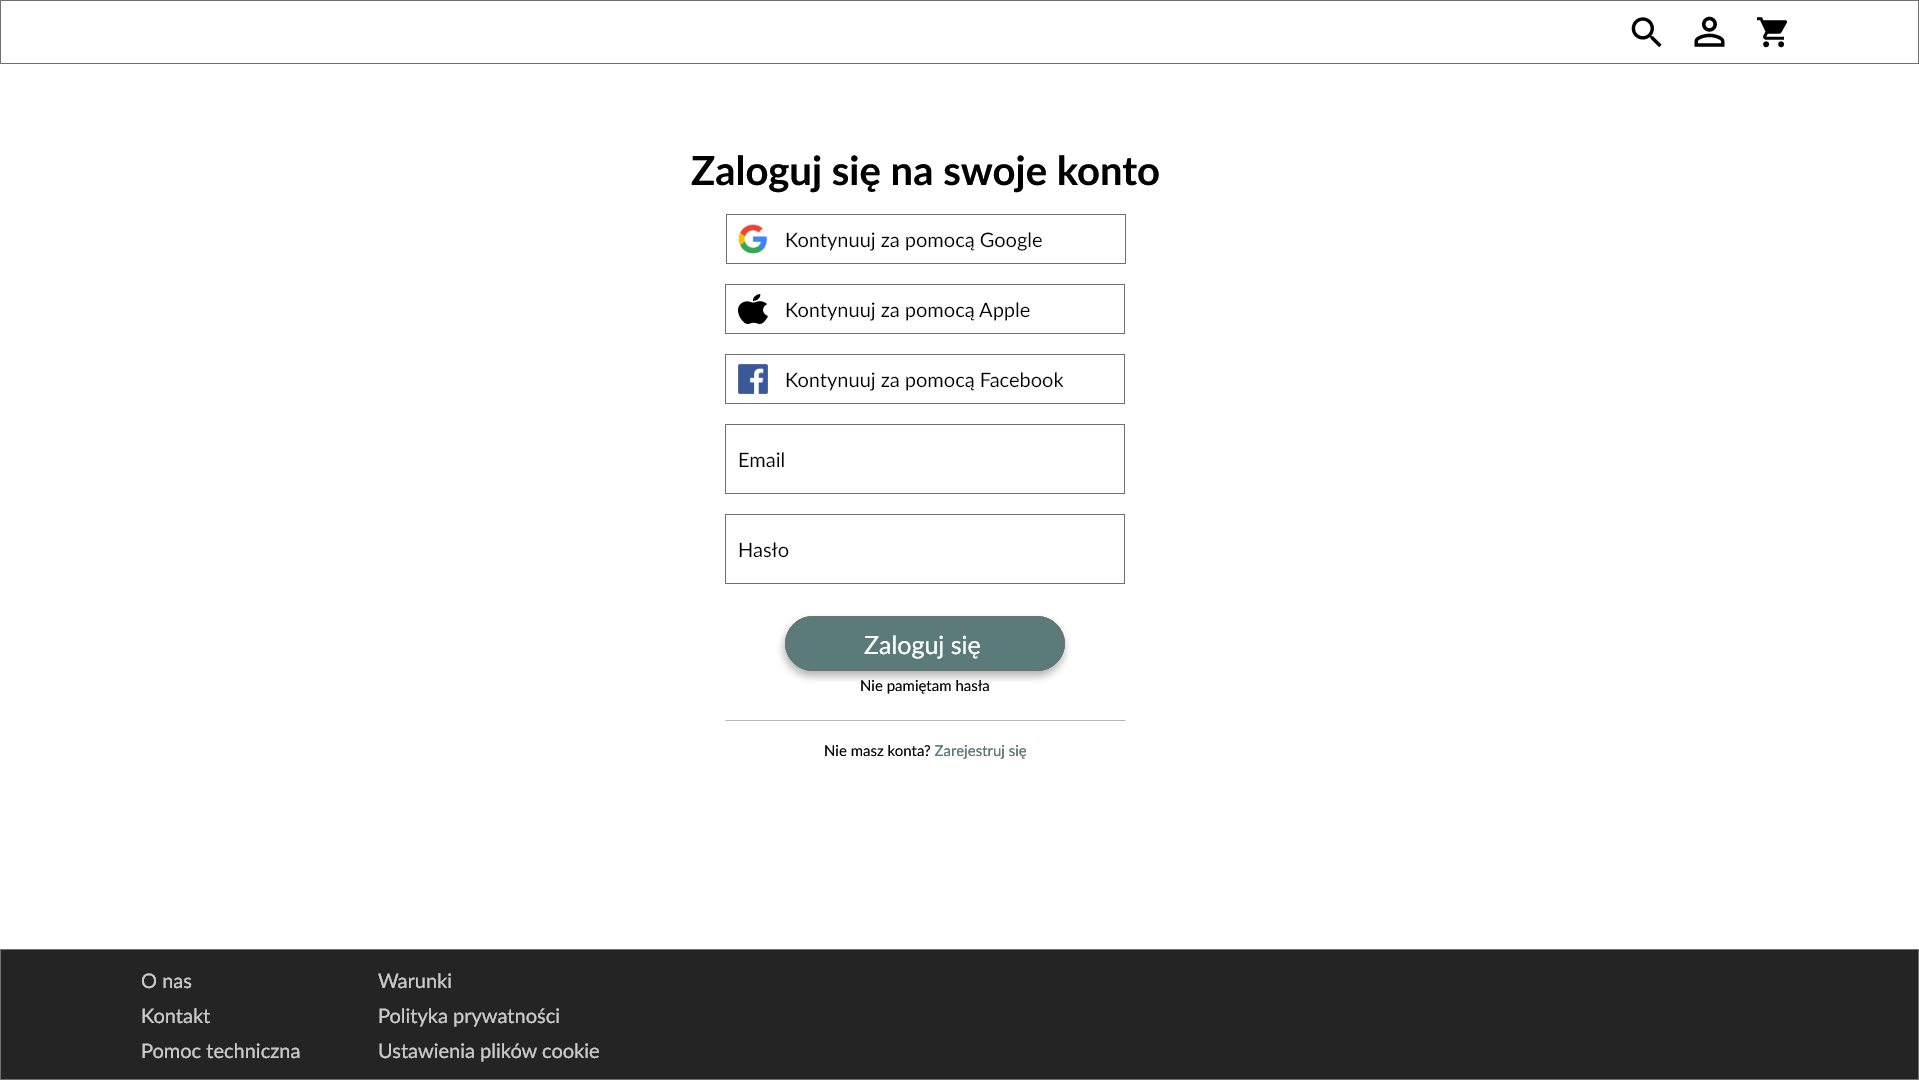 Zaloguj się na swoje konto
Kontynuuj za pomocą Google
Kontynuuj za pomocą Apple
Kontynuuj za pomocą Facebook
Email
Hasło
Zaloguj się
Nie pamiętam hasła
Nie masz konta? Zarejestruj się
O nas
Kontakt
Pomoc techniczna
Warunki
Polityka prywatności
Ustawienia plików cookie